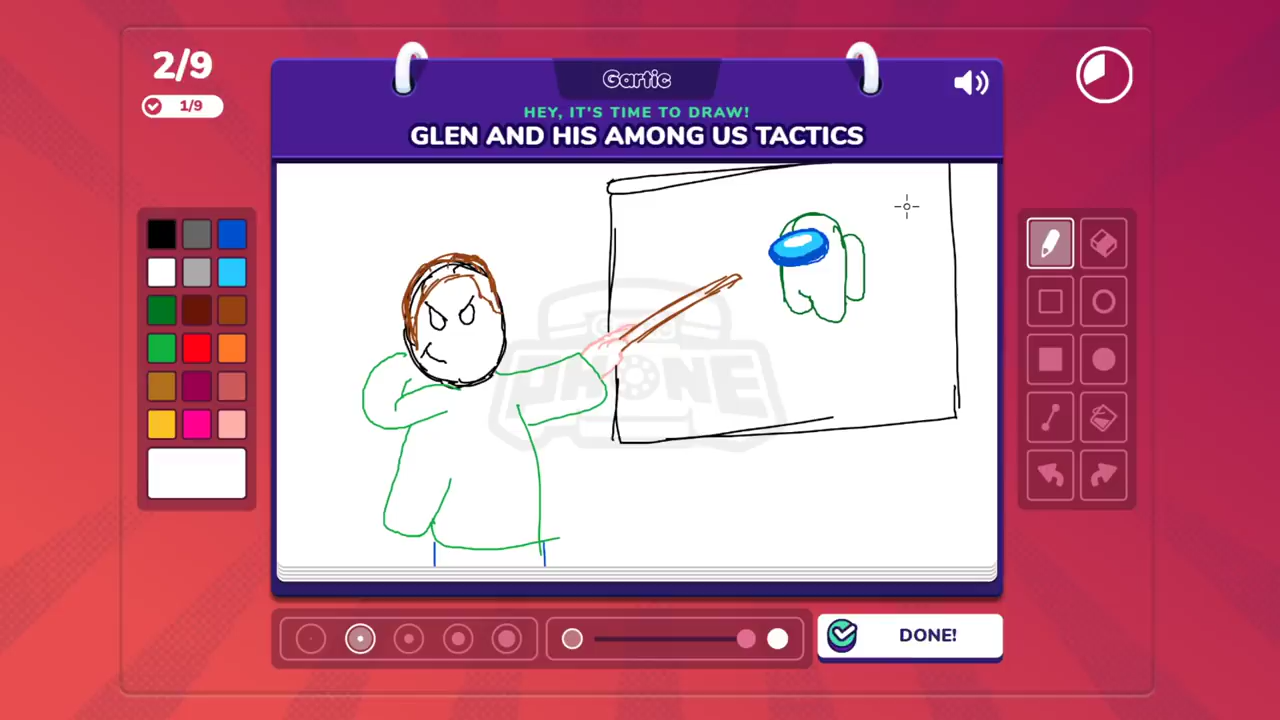 2/9
1/9
Gartic
HEY, IT'S TIME TO DRAW!
GLEN AND HIS AMONG US TACTICS
PHONE
DONE!